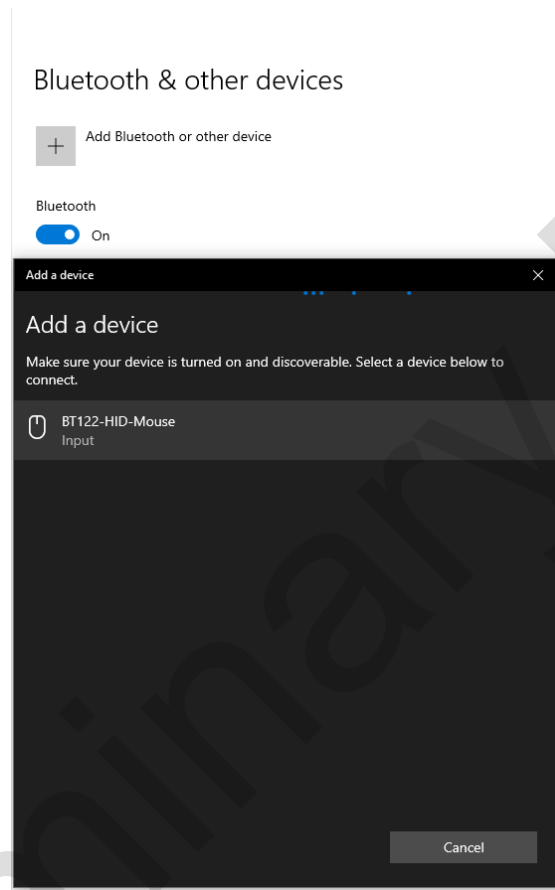 Bluetooth & other devices
Add Bluetooth or other device
Bluetooth
On
Add a device
Add a device
Make sure your device is turned on and discoverable. Select a device below to
connect.
BT122-HID-Mouse
Input
Cancel